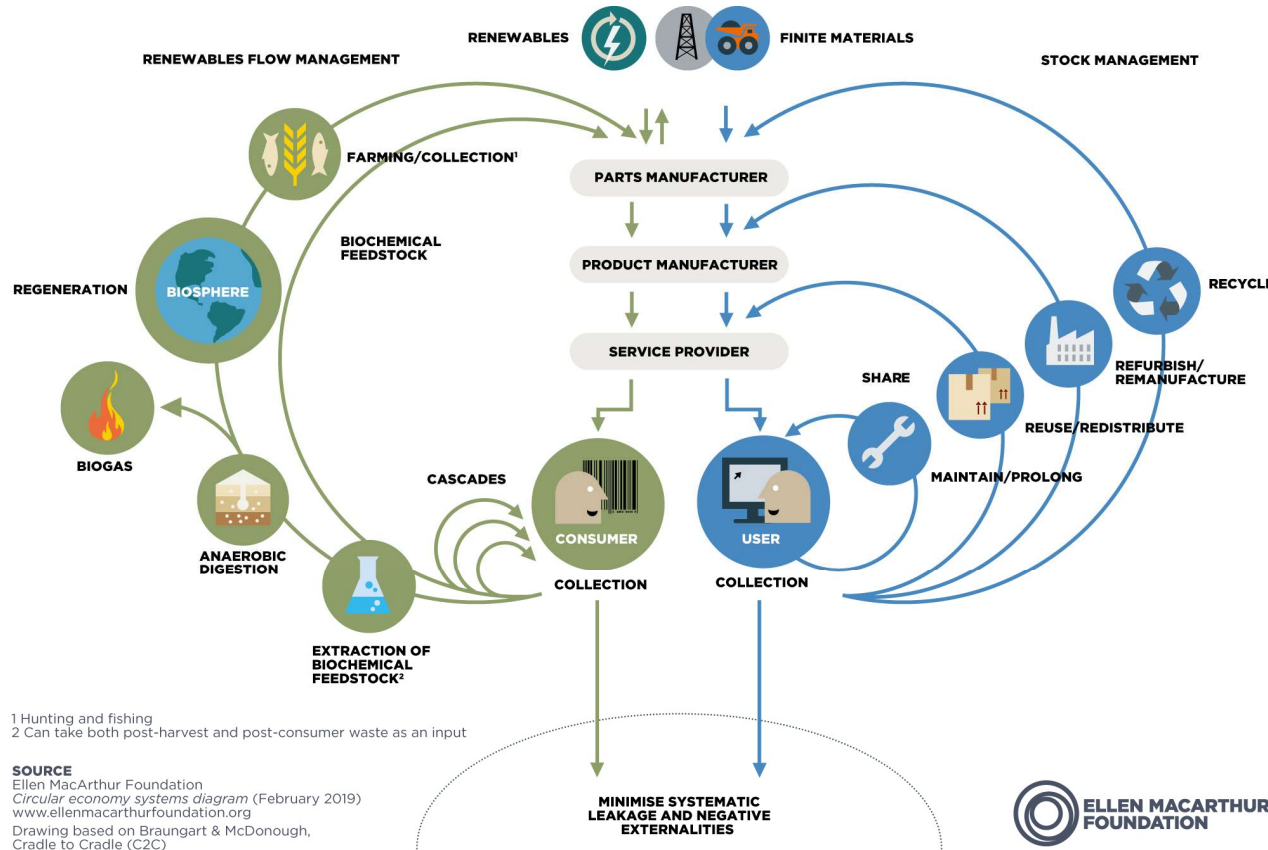 RENEWABLES
FINITE MATERIALS
RENEWABLES FLOW MANAGEMENT
STOCK MANAGEMENT
FARMING/COLLECTION¹
PARTS MANUFACTURER
BIOCHEMICAL
FEEDSTOCK
PRODUCT MANUFACTURER
REGENERATION
BIOSPHERE
RECYCLE
SERVICE PROVIDER
SHARE
REFURBISH/
REMANUFACTURE
REUSE/REDISTRIBUTE
BIOGAS
CASCADES
MAINTAIN/PROLONG
CONSUMER
USER
ANAEROBIC
DIGESTION
COLLECTION
COLLECTION
EXTRACTION OF
BIOCHEMICAL
FEEDSTOCK²
1 Hunting and fishing
2 Can take both post-harvest and post-consumer waste as an input
SOURCE
Ellen MacArthur Foundation
Circular economy systems diagram (February 2019)
www.ellenmacarthurfoundation.org
Drawing based on Braungart & McDonough,
Cradle to Cradle (C2C)
MINIMISE SYSTEMATIC
LEAKAGE AND NEGATIVE
EXTERNALITIES
ELLEN MACARTHUR
FOUNDATION